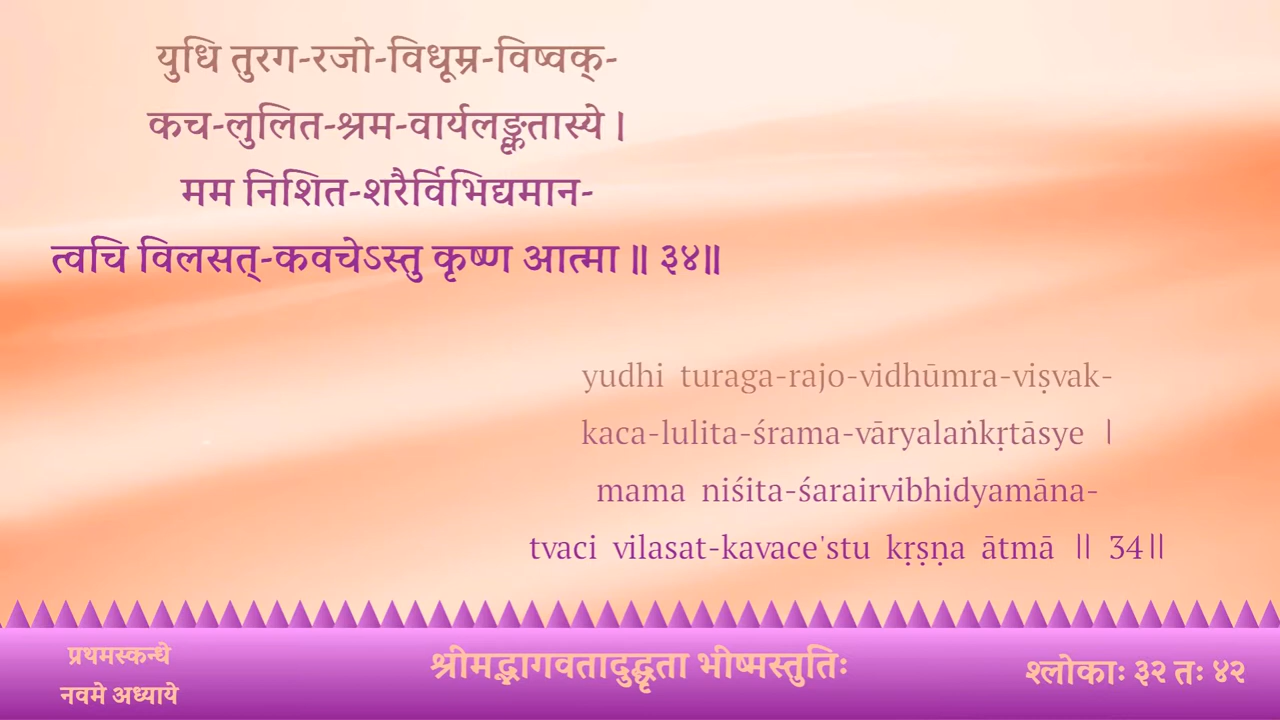 युधि तुरग-रजो-विधूम्र-विष्वक्-
कच-लुलित-श्रम-वार्यलङ्कृतास्ये ।
मम निशित-शरैर्विभिद्यमान-
त्वचि विलसत्-कवचेऽस्तु कृष्ण आत्मा ॥ ३४॥
yudhi turaga-rajo-vidhūmra-viṣvak-
kaca-lulita-śrama-vāryalaṅkṛtāsye |
mama niśita-śarairvibhidyamāna-
tvaci vilasat-kavace'stu kṛṣṇa ātmā || 34||
प्रथमस्कन्धे
नवमे अध्याये
श्रीमद्भागवतादुद्धृता भीष्मस्तुतिः
श्लोकाः ३२ तः ४२